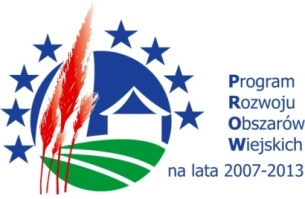 Program
Rozwoju
Obszarów
Wiejskich
na lata 2007-2013